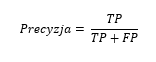 Precyzja = TP / TP + FP